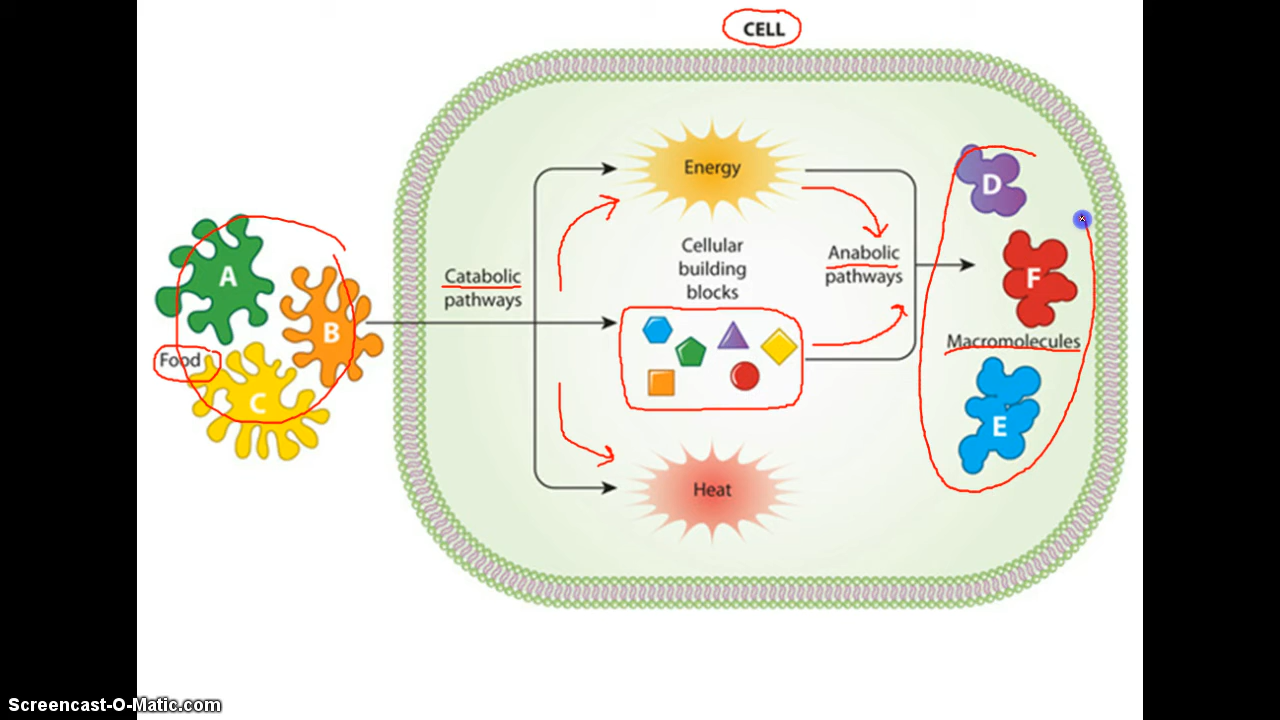 CELL
Energy
D
Cellular
building
blocks
A
Catabolic
pathways
Anabolic
pathways
F
B
Food
Macromolecules
C
E
Heat
Screencast-O-Matic.com